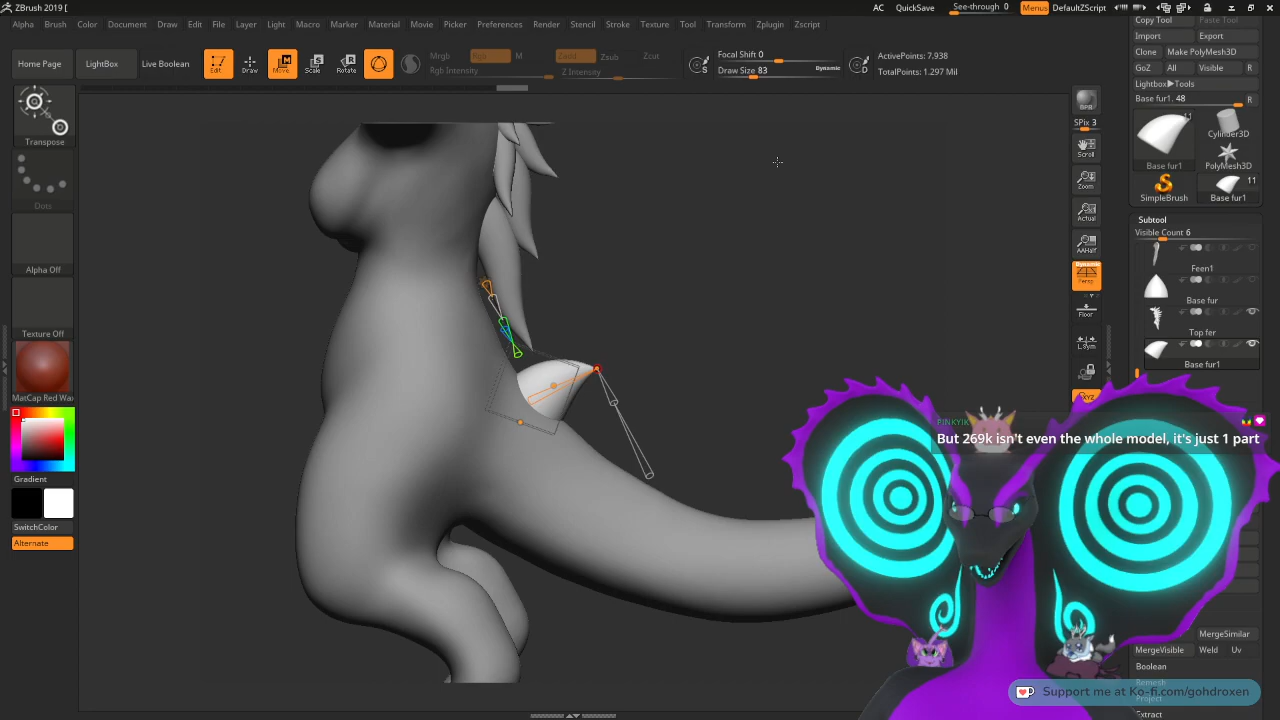 ZBrush 2019 [
AC QuickSave See-through 0 Menus DefaultZScript
Alpha Brush Color Document Draw Edit File Layer Light Macro Marker Material Movie Picker Preferences Render Stencil Stroke Texture Tool Transform Zplugin Zscript
Home Page LightBox Live Boolean Edit Draw Move Scale Rotate
Mrgb Rgb M Zadd Zsub Zcut
Rgb Intensity Z Intensity
Focal Shift 0
Draw Size 83 Dynamic
ActivePoints: 7,938
TotalPoints: 1.297 Mil
Transpose
Dots
Alpha Off
Texture Off
MatCap Red Wax
Gradient
SwitchColor
Alternate
BPR
SPix 3
Scroll
Zoom
Actual
AAHalf
Dynamic
Persp
Floor
L.Sym
Copy Tool Paste Tool
Import Export
Clone Make PolyMesh3D
GoZ All Visible R
Lightbox▶Tools
Base fur1. 48 R
11
Cylinder3D
Base fur1 PolyMesh3D
11
SimpleBrush Base fur1
Subtool
Visible Count 6
Feen1
Base fur
Top fer
Base fur1
PINKYIK
But 269k isn't even the whole model, it's just 1 part
MergeSimilar
MergeVisible Weld Uv
Boolean
Remesh
Project
Extract
Support me at Ko-fi.com/gohdroxen